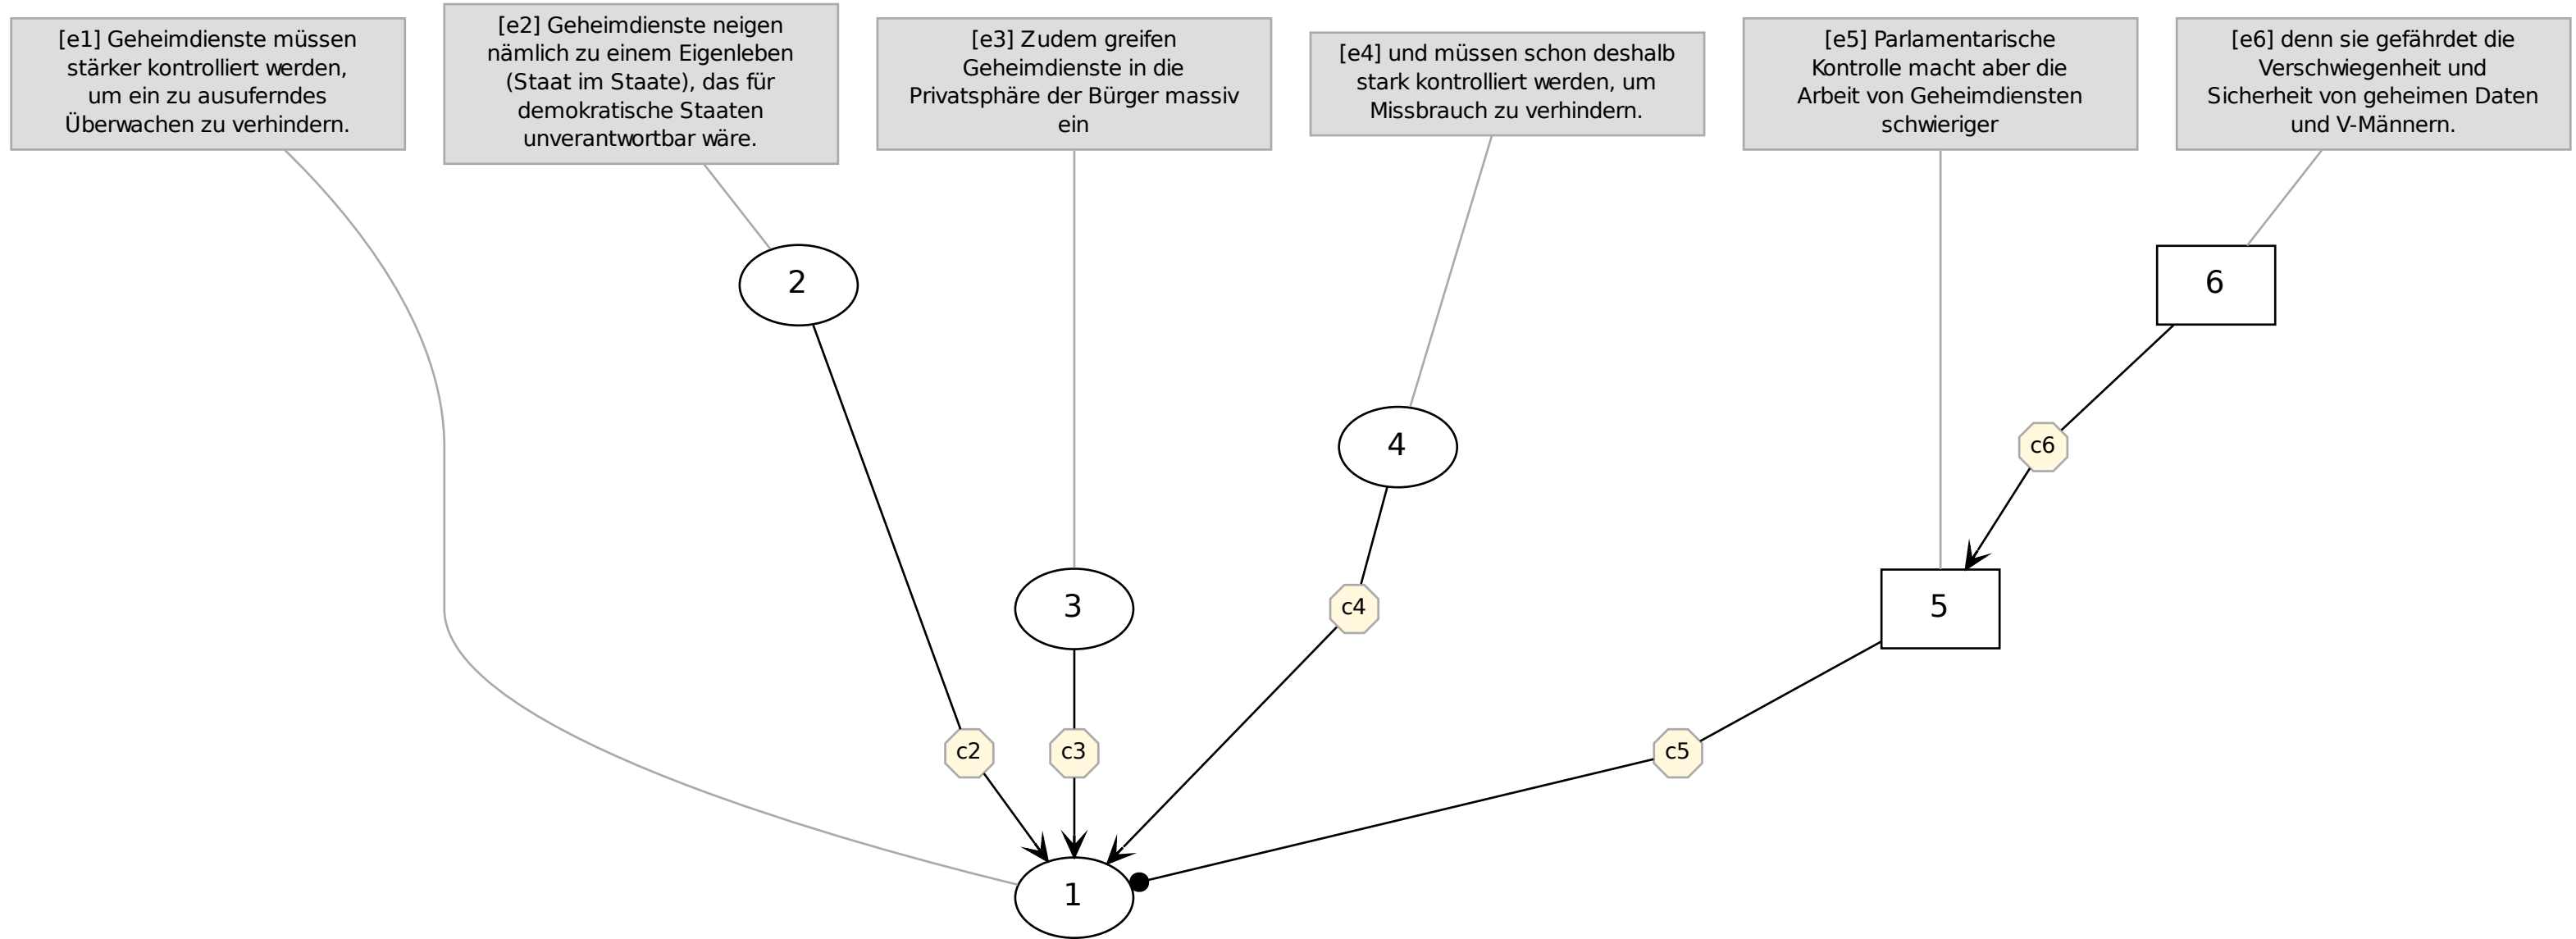 [e1] Geheimdienste müssen
stärker kontrolliert werden,
um ein zu ausuferndes
Überwachen zu verhindern.
[e2] Geheimdienste neigen
nämlich zu einem Eigenleben
(Staat im Staate), das für
demokratische Staaten
unverantwortbar wäre.
[e3] Zudem greifen
Geheimdienste in die
Privatsphäre der Bürger massiv
ein
[e4] und müssen schon deshalb
stark kontrolliert werden, um
Missbrauch zu verhindern.
[e5] Parlamentarische
Kontrolle macht aber die
Arbeit von Geheimdiensten
schwieriger
[e6] denn sie gefährdet die
Verschwiegenheit und
Sicherheit von geheimen Daten
und V-Männern.
2
6
4
c6
3
c4
5
c2
c3
c5
1